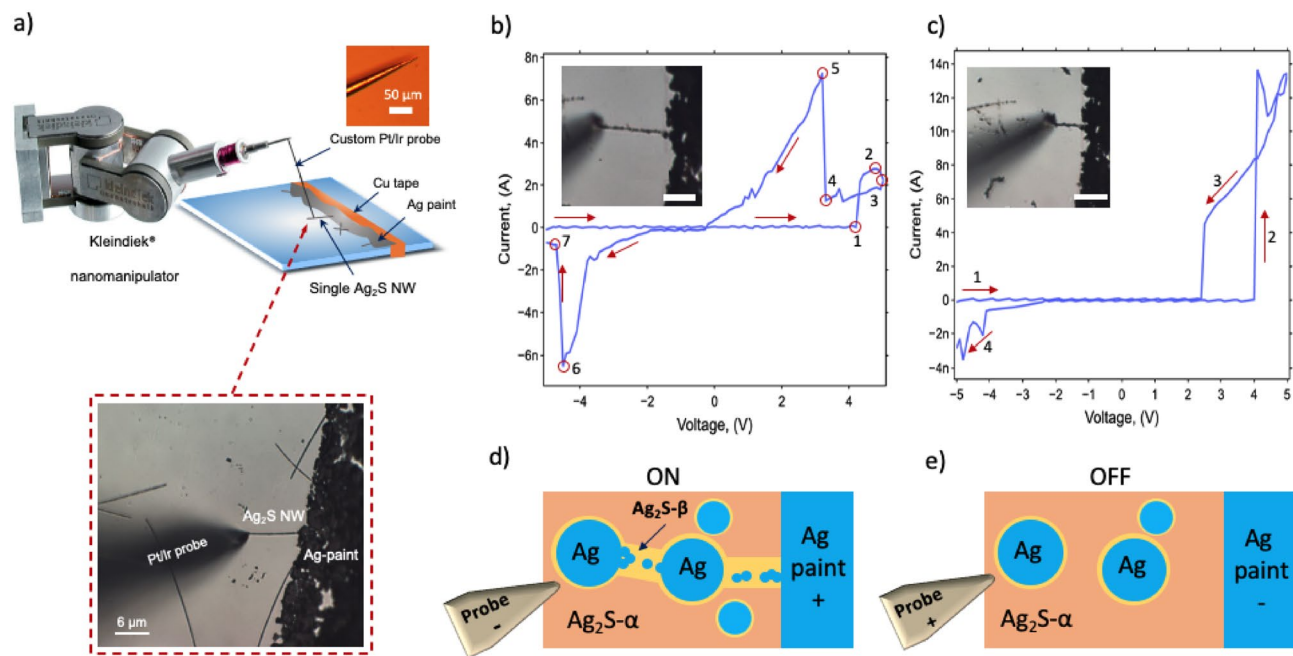 a)
50 µm
Custom Pt/Ir probe
Cu tape
Ag paint
Kleindiek®
nanomanipulator
Single Ag₂S NW
Ag₂S NW
Pt/Ir probe
Ag-paint
6 µm
b)
8n
6n
4n
2n
0
−2n
−4n
−6n
Current, (A)
5
2
4
3
1
7
6
−4
−2
0
2
4
Voltage, (V)
c)
14n
12n
10n
8n
6n
4n
2n
0
−2n
−4n
Current, (A)
3
2
1
4
−5
−4
−3
−2
−1
0
1
2
3
4
5
Voltage, (V)
d)
ON
Ag₂S-β
Ag
Ag
Ag
paint
+
Probe
-
Ag₂S-α
e)
OFF
Ag
Ag
Ag
paint
-
Probe
+
Ag₂S-α